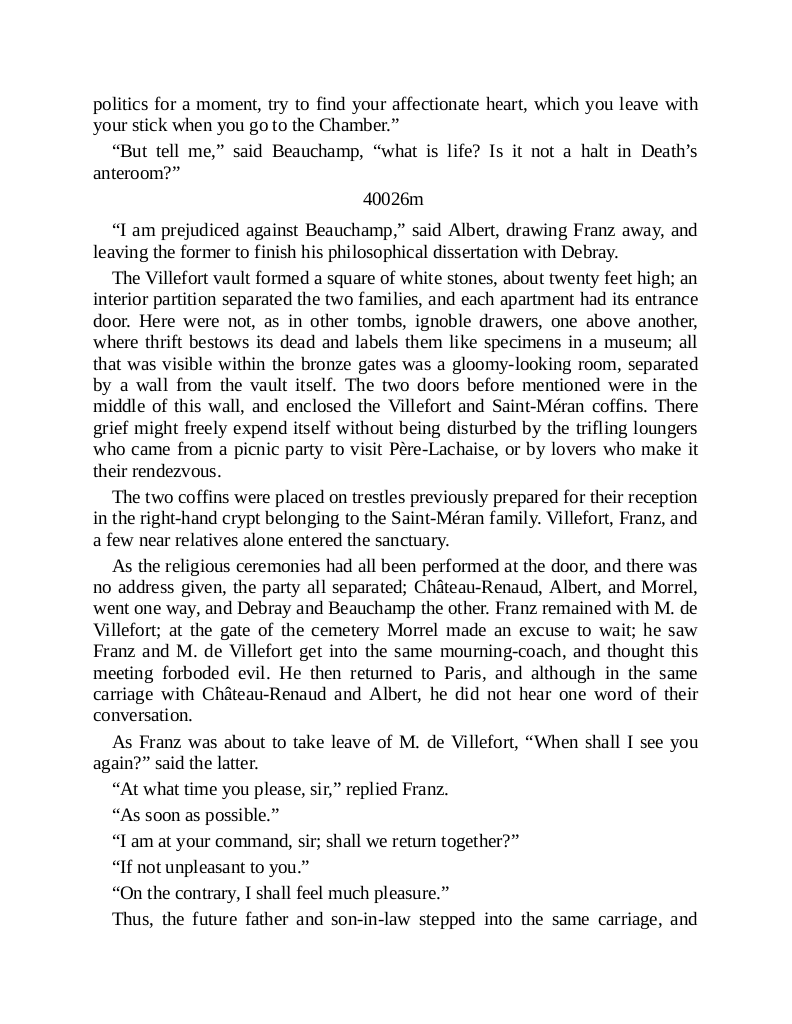 politics for a moment, try to find your affectionate heart, which you leave with
your stick when you go to the Chamber.”
“But tell me,” said Beauchamp, “what is life? Is it not a halt in Death’s
anteroom?”
40026m
“I am prejudiced against Beauchamp,” said Albert, drawing Franz away, and
leaving the former to finish his philosophical dissertation with Debray.
The Villefort vault formed a square of white stones, about twenty feet high; an
interior partition separated the two families, and each apartment had its entrance
door. Here were not, as in other tombs, ignoble drawers, one above another,
where thrift bestows its dead and labels them like specimens in a museum; all
that was visible within the bronze gates was a gloomy-looking room, separated
by a wall from the vault itself. The two doors before mentioned were in the
middle of this wall, and enclosed the Villefort and Saint-Méran coffins. There
grief might freely expend itself without being disturbed by the trifling loungers
who came from a picnic party to visit Père-Lachaise, or by lovers who make it
their rendezvous.
The two coffins were placed on trestles previously prepared for their reception
in the right-hand crypt belonging to the Saint-Méran family. Villefort, Franz, and
a few near relatives alone entered the sanctuary.
As the religious ceremonies had all been performed at the door, and there was
no address given, the party all separated; Château-Renaud, Albert, and Morrel,
went one way, and Debray and Beauchamp the other. Franz remained with M. de
Villefort; at the gate of the cemetery Morrel made an excuse to wait; he saw
Franz and M. de Villefort get into the same mourning-coach, and thought this
meeting forboded evil. He then returned to Paris, and although in the same
carriage with Château-Renaud and Albert, he did not hear one word of their
conversation.
As Franz was about to take leave of M. de Villefort, “When shall I see you
again?” said the latter.
“At what time you please, sir,” replied Franz.
“As soon as possible.”
“I am at your command, sir; shall we return together?”
“If not unpleasant to you.”
“On the contrary, I shall feel much pleasure.”
Thus, the future father and son-in-law stepped into the same carriage, and